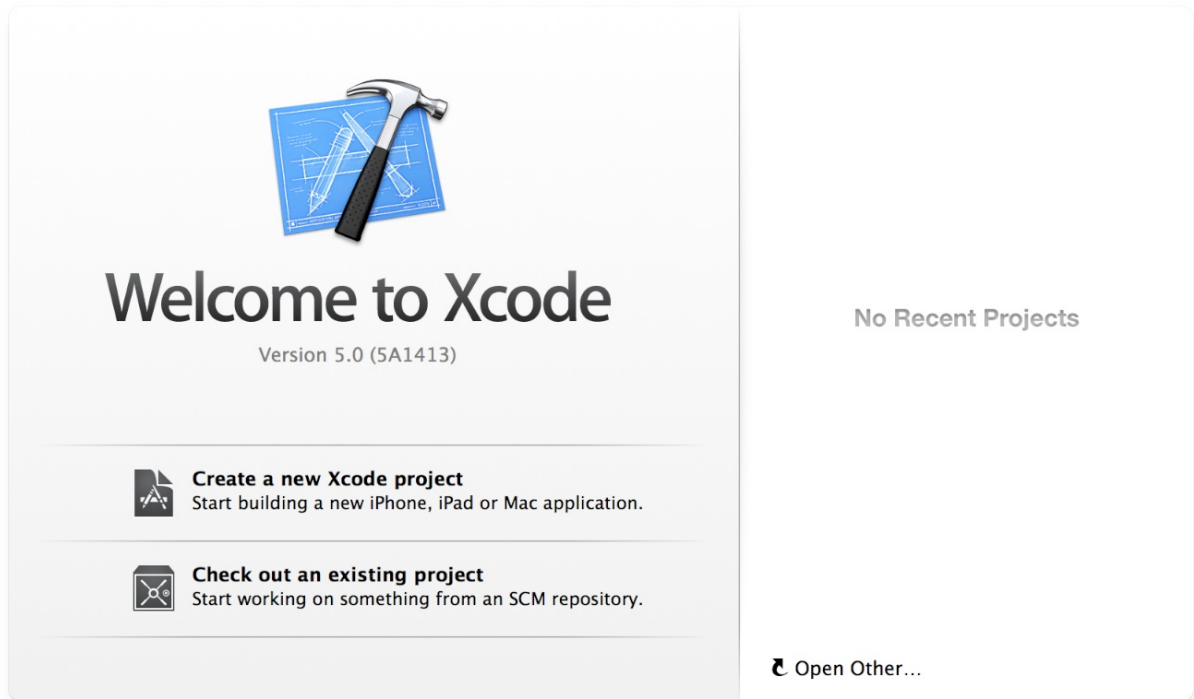 Welcome to Xcode
Version 5.0 (5A1413)
Create a new Xcode project
Start building a new iPhone, iPad or Mac application.
Check out an existing project
Start working on something from an SCM repository.
No Recent Projects
Open Other…